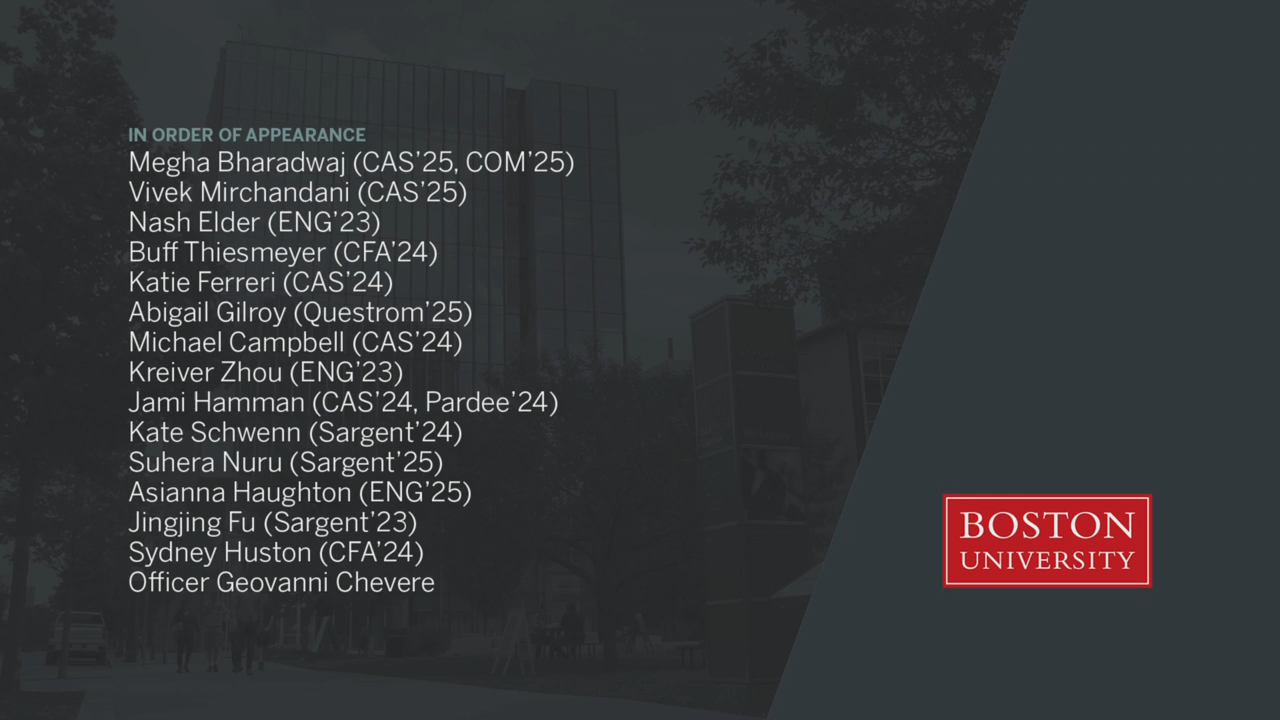 IN ORDER OF APPEARANCE
Megha Bharadwaj (CAS’25, COM’25)
Vivek Mirchandani (CAS’25)
Nash Elder (ENG’23)
Buff Thiesmeyer (CFA’24)
Katie Ferreri (CAS’24)
Abigail Gilroy (Questrom’25)
Michael Campbell (CAS’24)
Kreiver Zhou (ENG’23)
Jami Hamman (CAS’24, Pardee’24)
Kate Schwenn (Sargent’24)
Suhera Nuru (Sargent’25)
Asianna Haughton (ENG’25)
Jingjing Fu (Sargent’23)
Sydney Huston (CFA’24)
Officer Geovanni Chevere
BOSTON
UNIVERSITY